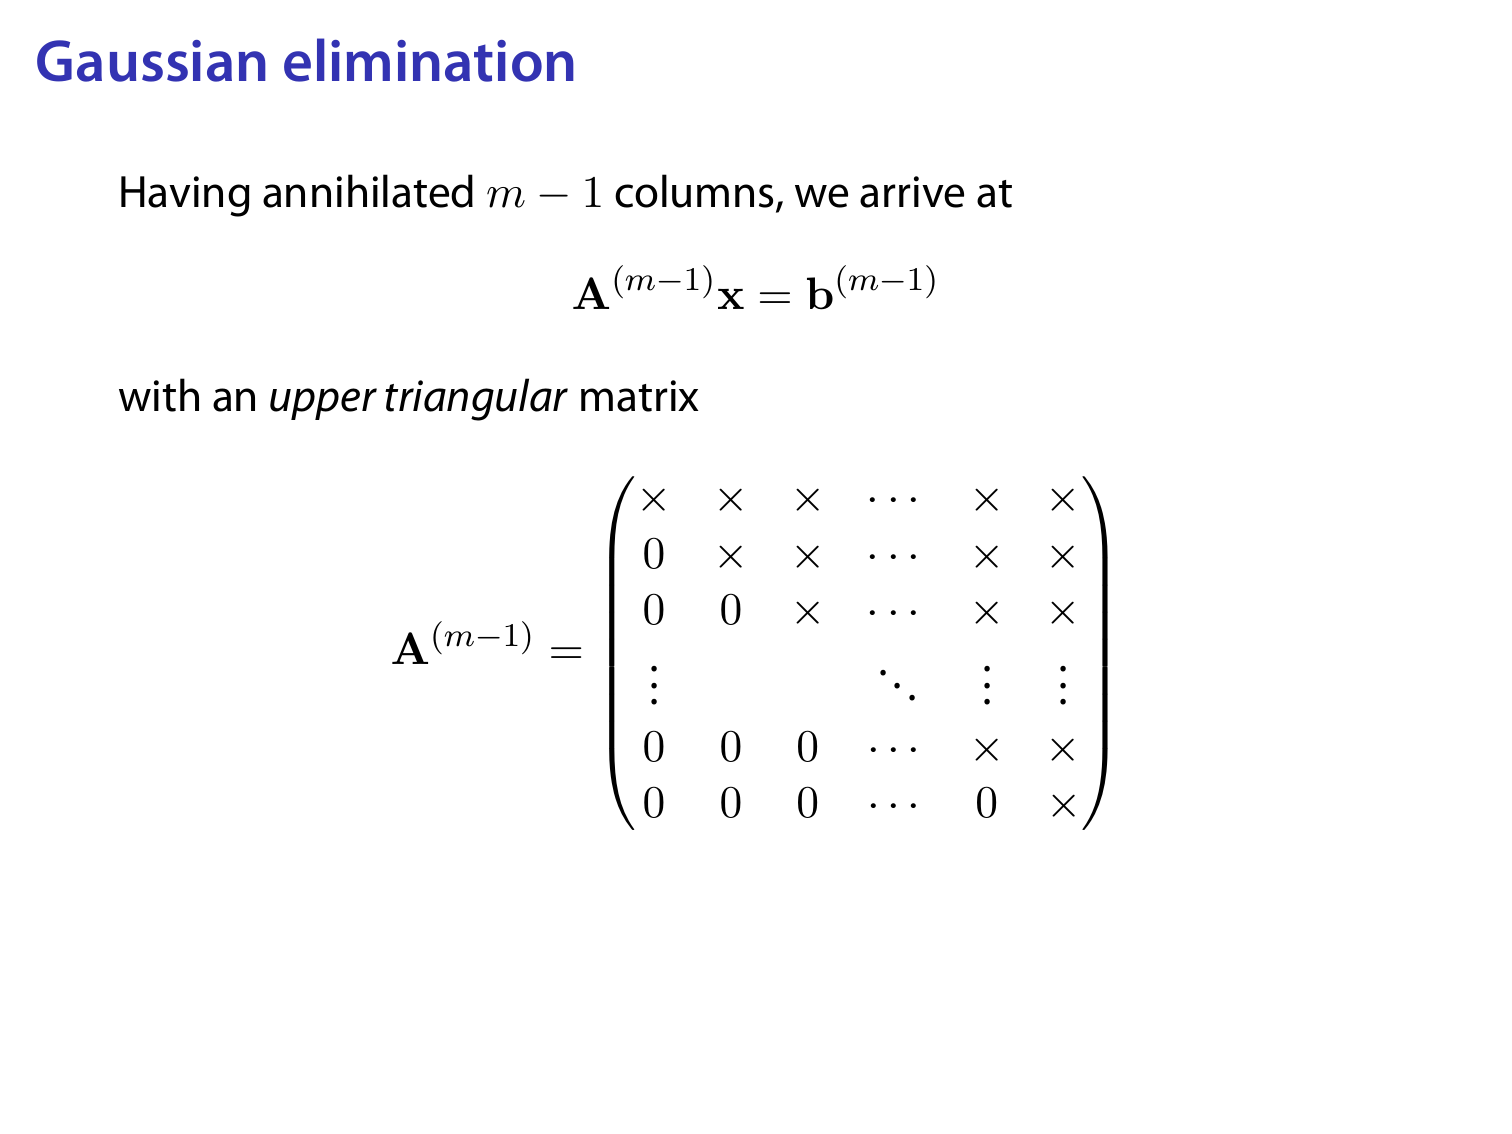 Gaussian elimination
Having annihilated m − 1 columns, we arrive at
A^(m−1) x = b^(m−1)
with an upper triangular matrix
A^(m−1) =
× × × ⋯ × ×
0 × × ⋯ × ×
0 0 × ⋯ × ×
⋮ ⋱ ⋮ ⋮
0 0 0 ⋯ × ×
0 0 0 ⋯ 0 ×